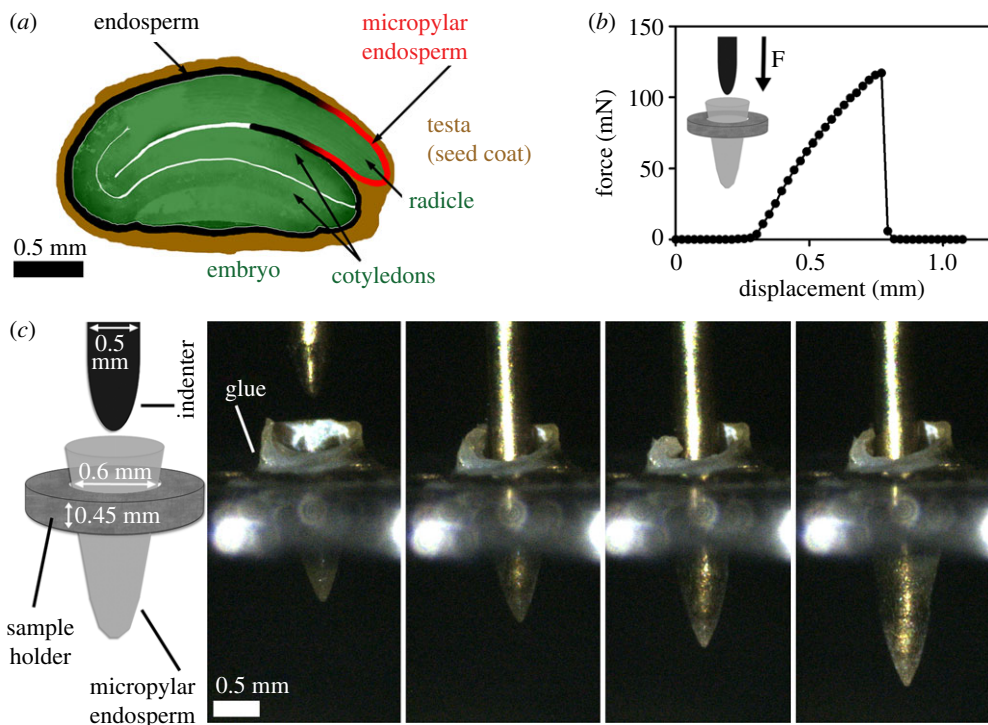 (a)
endosperm
micropylar
endosperm
testa
(seed coat)
radicle
embryo
cotyledons
0.5 mm
(b)
150
100
50
0
force (mN)
F
0
0.5
1.0
displacement (mm)
(c)
0.5
mm
indenter
0.6 mm
0.45 mm
sample
holder
micropylar
endosperm
glue
0.5 mm